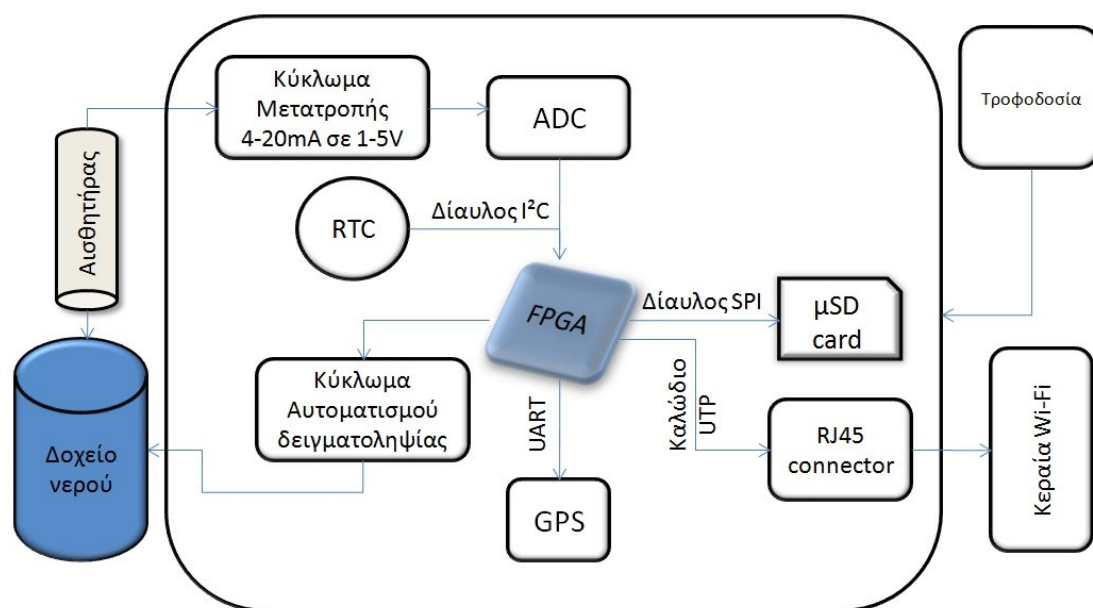 Κύκλωμα
Μετατροπής
4-20mA σε 1-5V
ADC
Τροφοδοσία
Αισθητήρας
RTC
Δίαυλος I²C
FPGA
Δίαυλος SPI
μSD
card
Κύκλωμα
Αυτοματισμού
δειγματοληψίας
UART
Καλώδιο
UTP
RJ45
connector
Κεραία Wi-Fi
Δοχείο
νερού
GPS